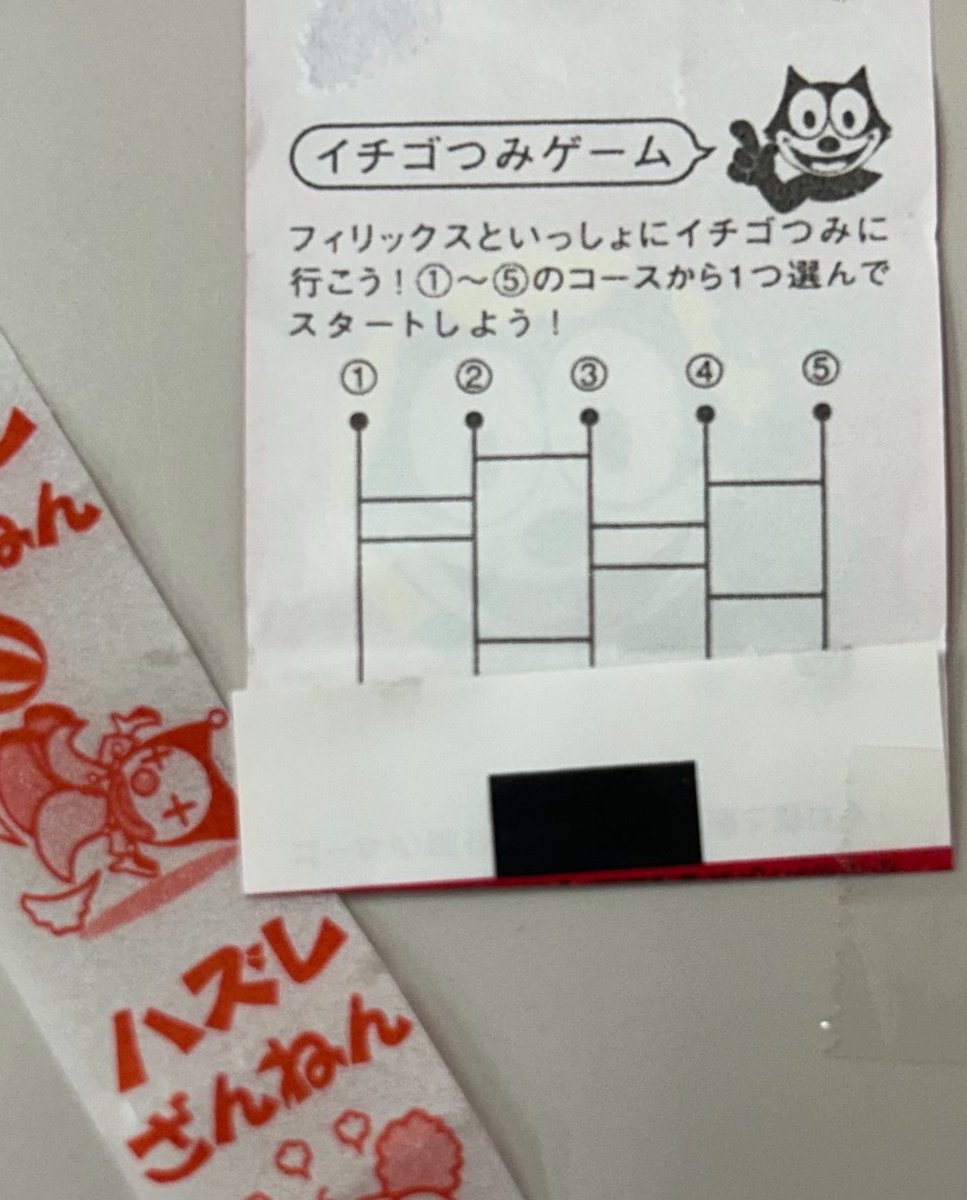 イチゴつみゲーム
フィリックスといっしょにイチゴつみに
行こう！①～⑤のコースから1つ選んで
スタートしよう！
① ② ③ ④ ⑤
ハズレ
ざんねん